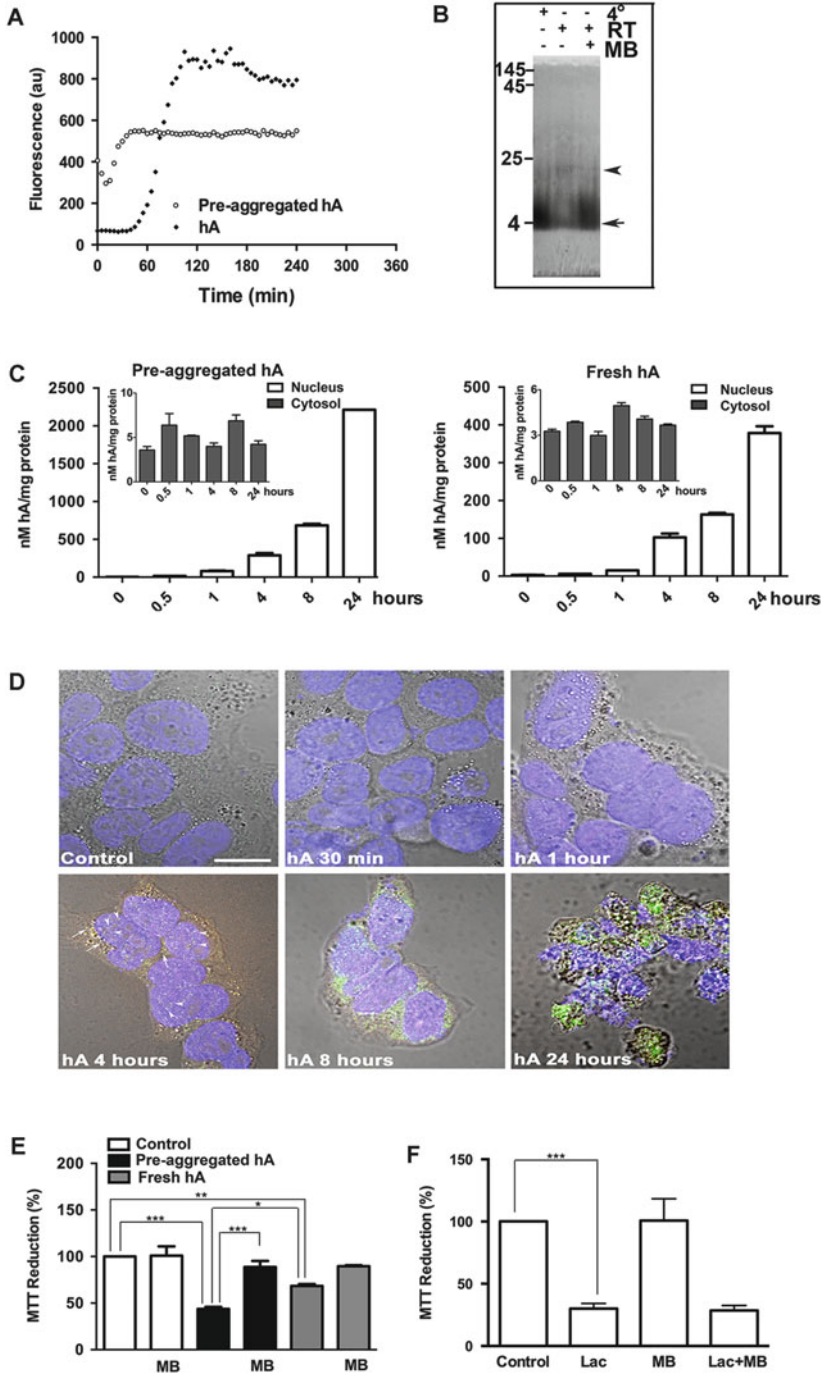 A
1000
800
600
400
200
0
Fluorescence (au)
Pre-aggregated hA
hA
0 60 120 180 240 300 360
Time (min)
B
+ - - 4°
- + + RT
- - + MB
145
45
25
4
C
Pre-aggregated hA
2500
2000
1500
1000
500
0
nM hA/mg protein
Nucleus
Cytosol
10
5
0
nM hA/mg protein
0 0.5 1 4 8 24 hours
0 0.5 1 4 8 24 hours
Fresh hA
500
400
300
200
100
0
nM hA/mg protein
Nucleus
Cytosol
6
3
0
nM hA/mg protein
0 0.5 1 4 8 24 hours
0 0.5 1 4 8 24 hours
D
Control
hA 30 min
hA 1 hour
hA 4 hours
hA 8 hours
hA 24 hours
E
Control
Pre-aggregated hA
Fresh hA
200
150
100
50
0
MTT Reduction (%)
**
*
*** ***
MB MB MB
F
150
100
50
0
MTT Reduction (%)
***
Control Lac MB Lac+MB